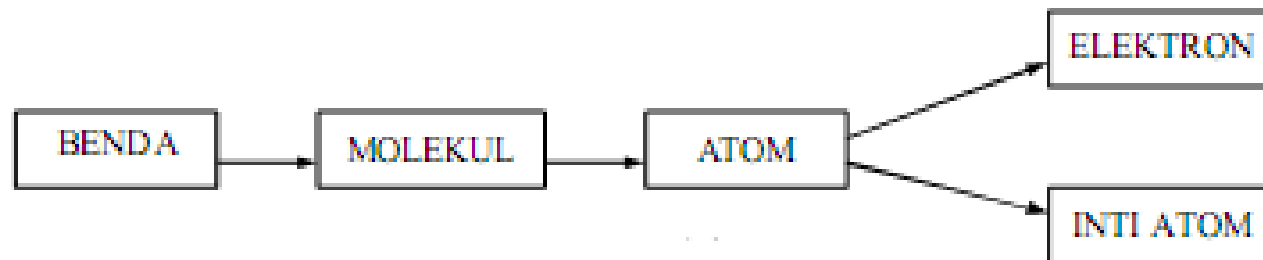 ELEKTRON
BENDA
MOLEKUL
ATOM
INTI ATOM